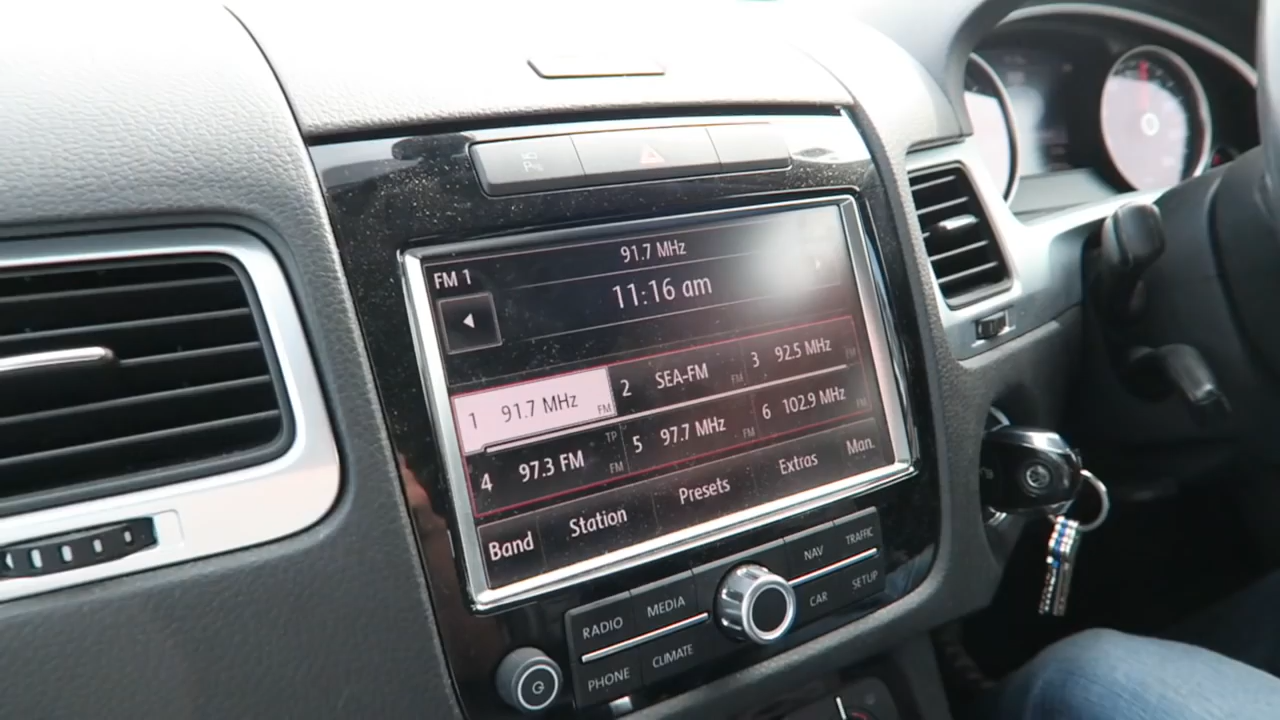 91.7 MHz
FM 1
11:16 am
1 91.7 MHz FM
2 SEA-FM FM
3 92.5 MHz FM
4 97.3 FM TP FM
5 97.7 MHz FM
6 102.9 MHz FM
Band Station Presets Extras Man.
RADIO MEDIA NAV TRAFFIC
PHONE CLIMATE CAR SETUP